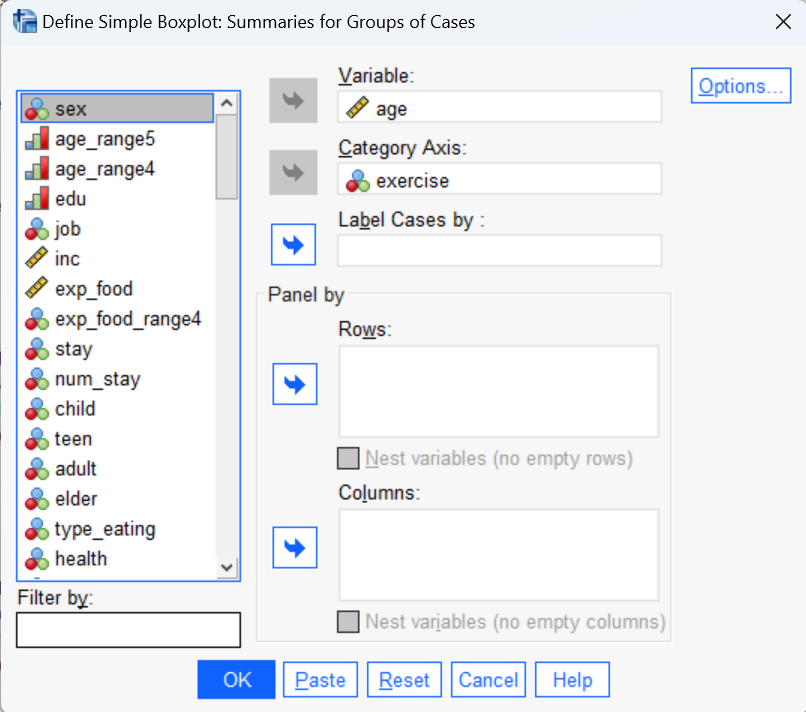 Define Simple Boxplot: Summaries for Groups of Cases
sex
age_range5
age_range4
edu
job
inc
exp_food
exp_food_range4
stay
num_stay
child
teen
adult
elder
type_eating
health
Filter by:
Variable:
age
Category Axis:
exercise
Label Cases by :
Panel by
Rows:
Nest variables (no empty rows)
Columns:
Nest variables (no empty columns)
Options...
OK
Paste
Reset
Cancel
Help